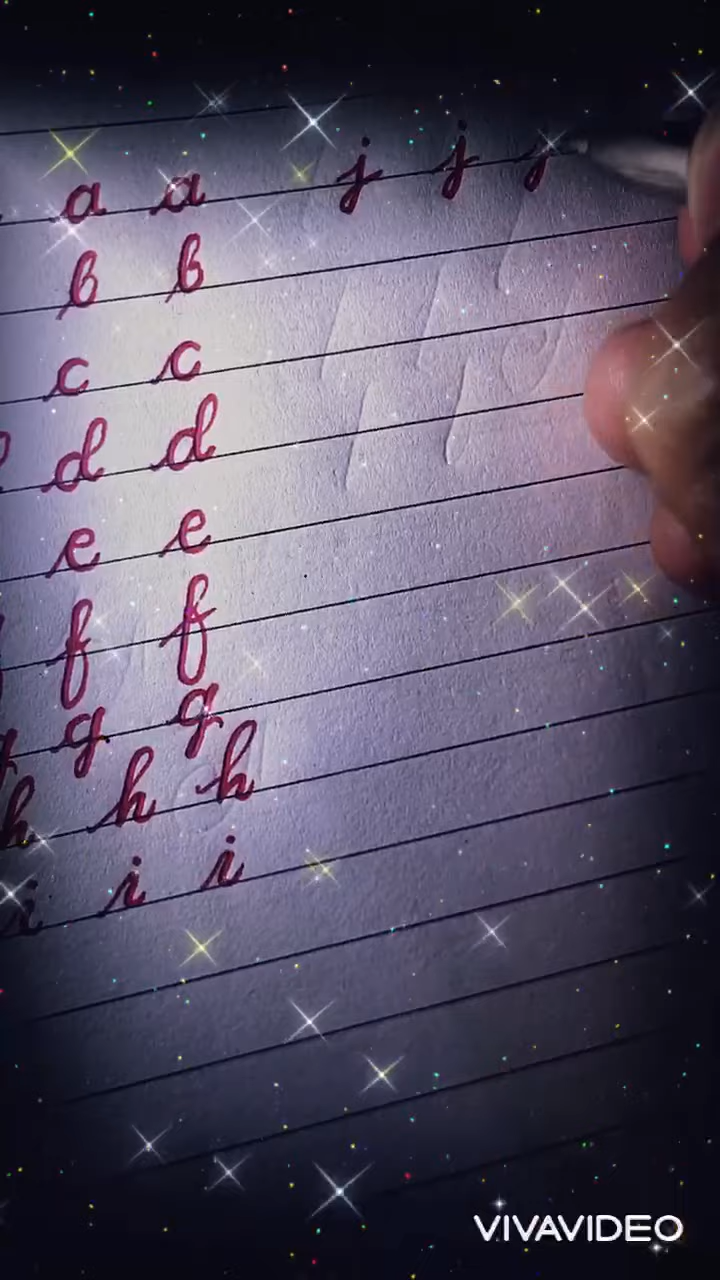 a a j j j
b b
c c
d d
e e
f f
g g g
h h h
i i i
VIVAVIDEO